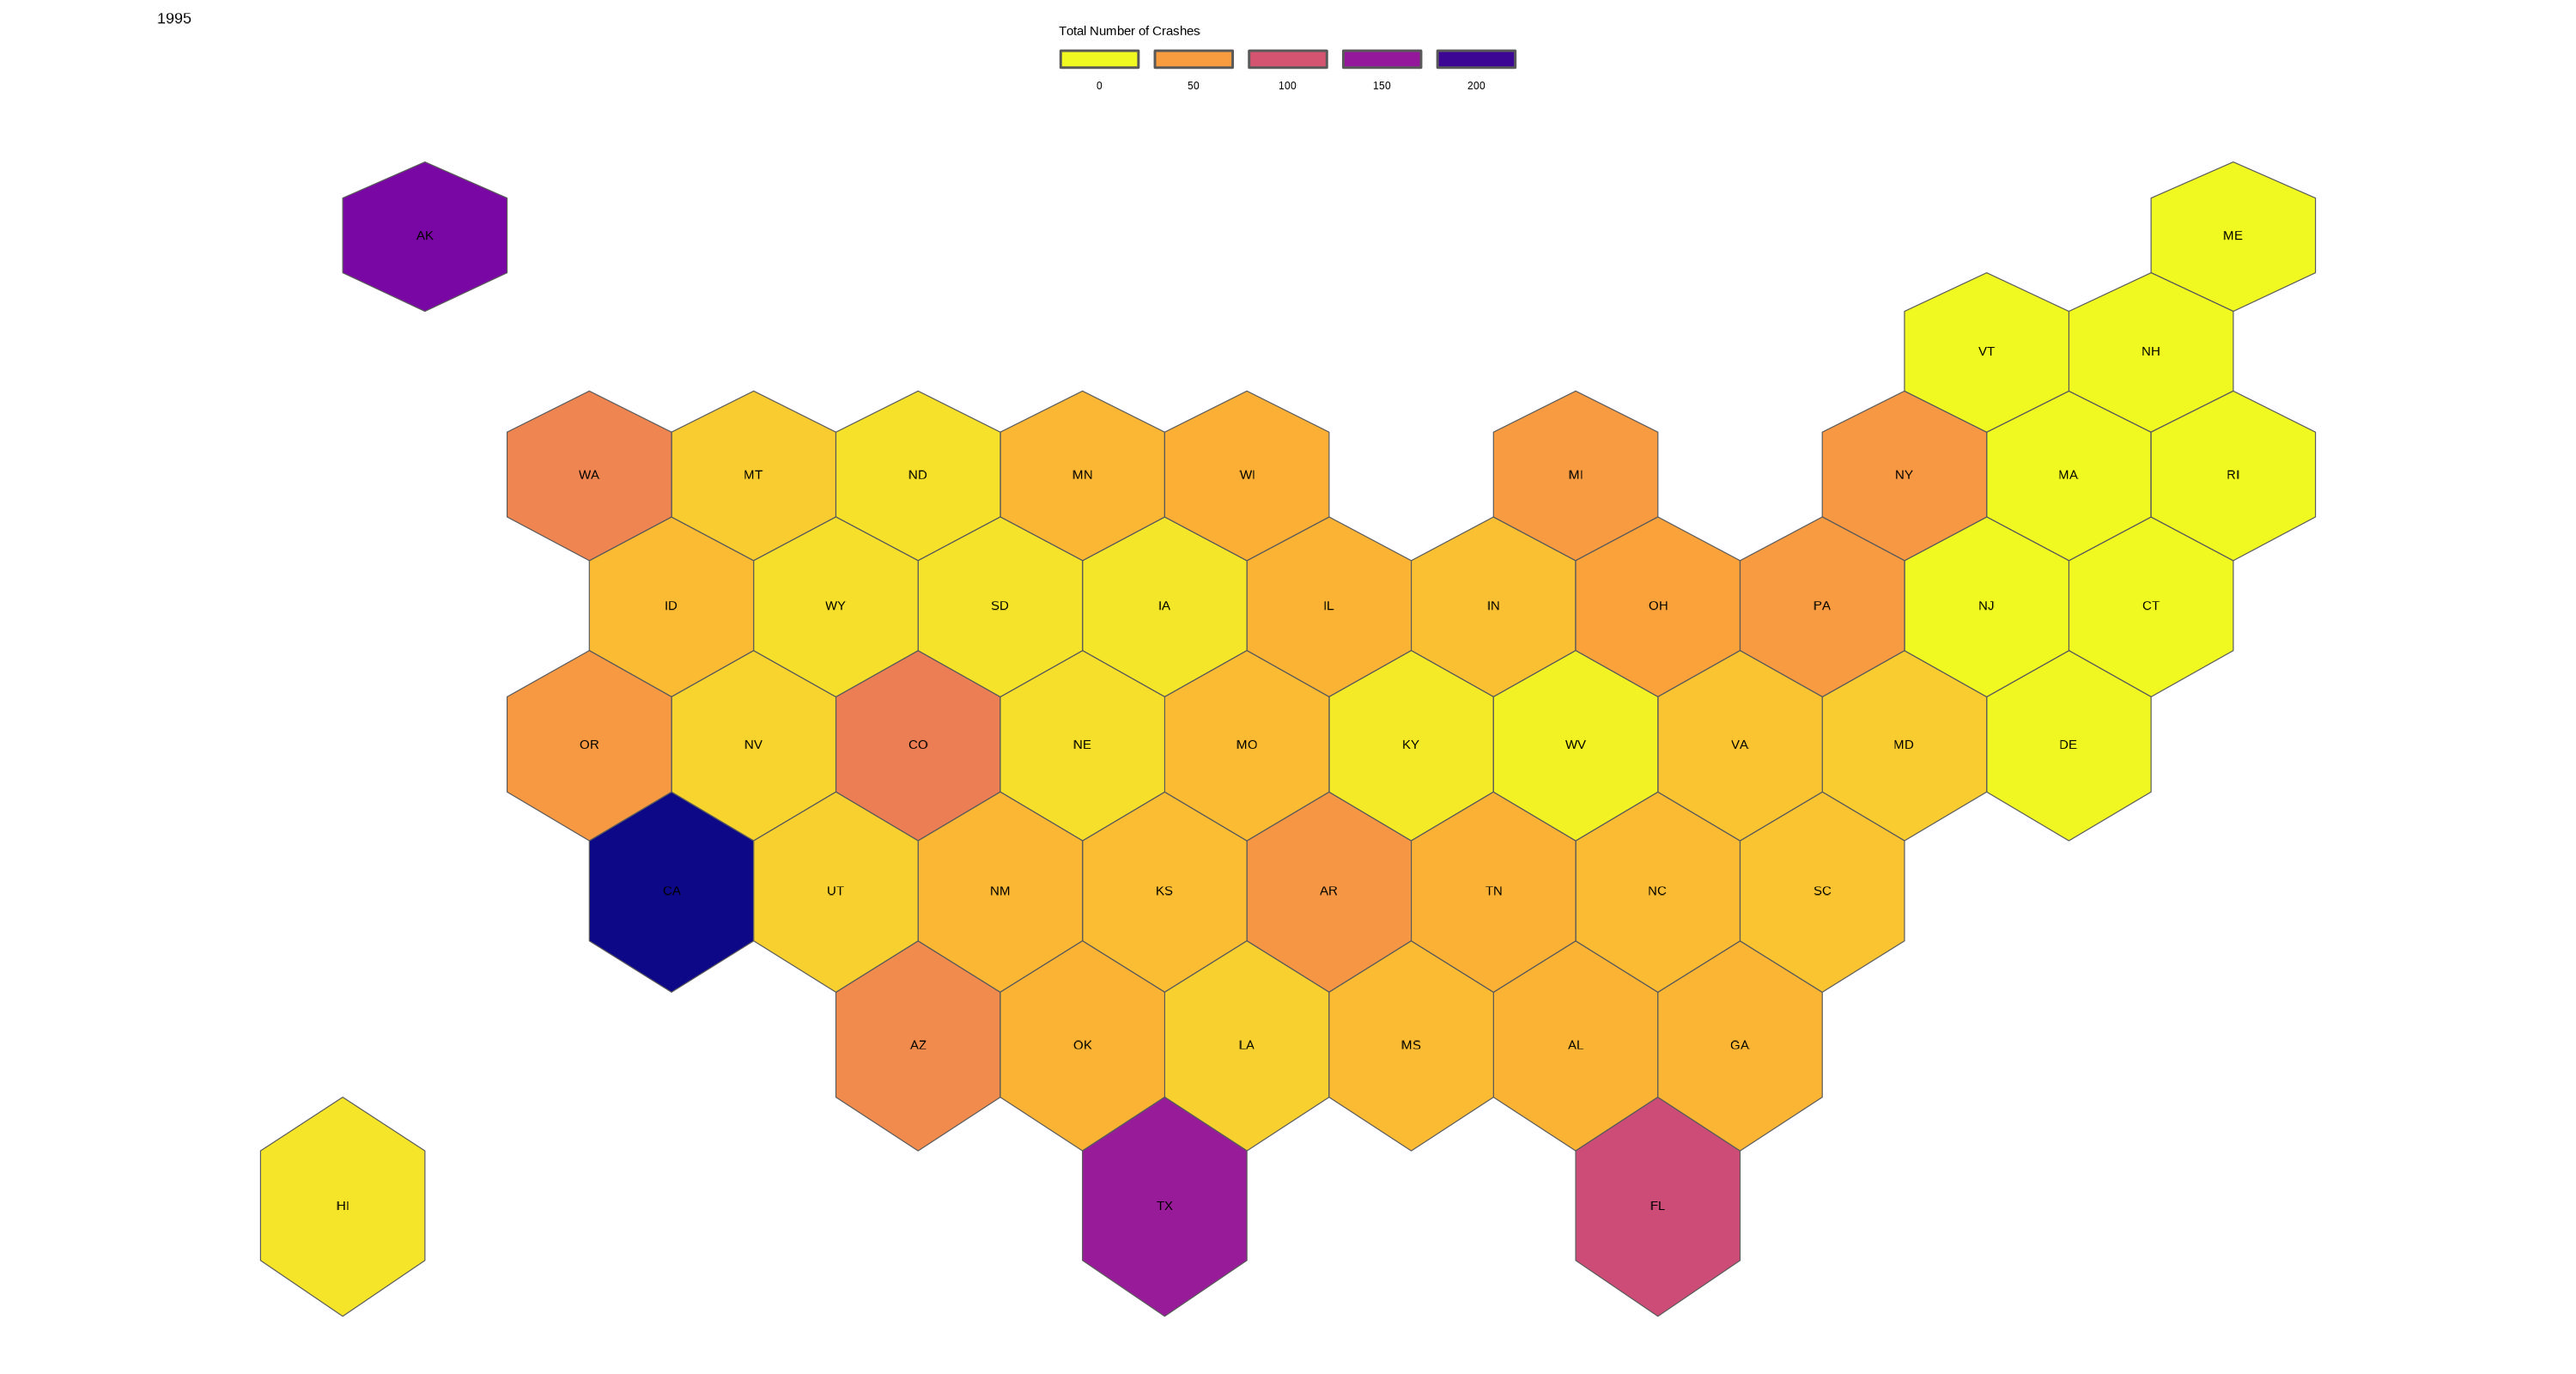 1995
Total Number of Crashes
0 50 100 150 200
AK ME
VT NH
WA MT ND MN WI MI NY MA RI
ID WY SD IA IL IN OH PA NJ CT
OR NV CO NE MO KY WV VA MD DE
CA UT NM KS AR TN NC SC
AZ OK LA MS AL GA
HI TX FL